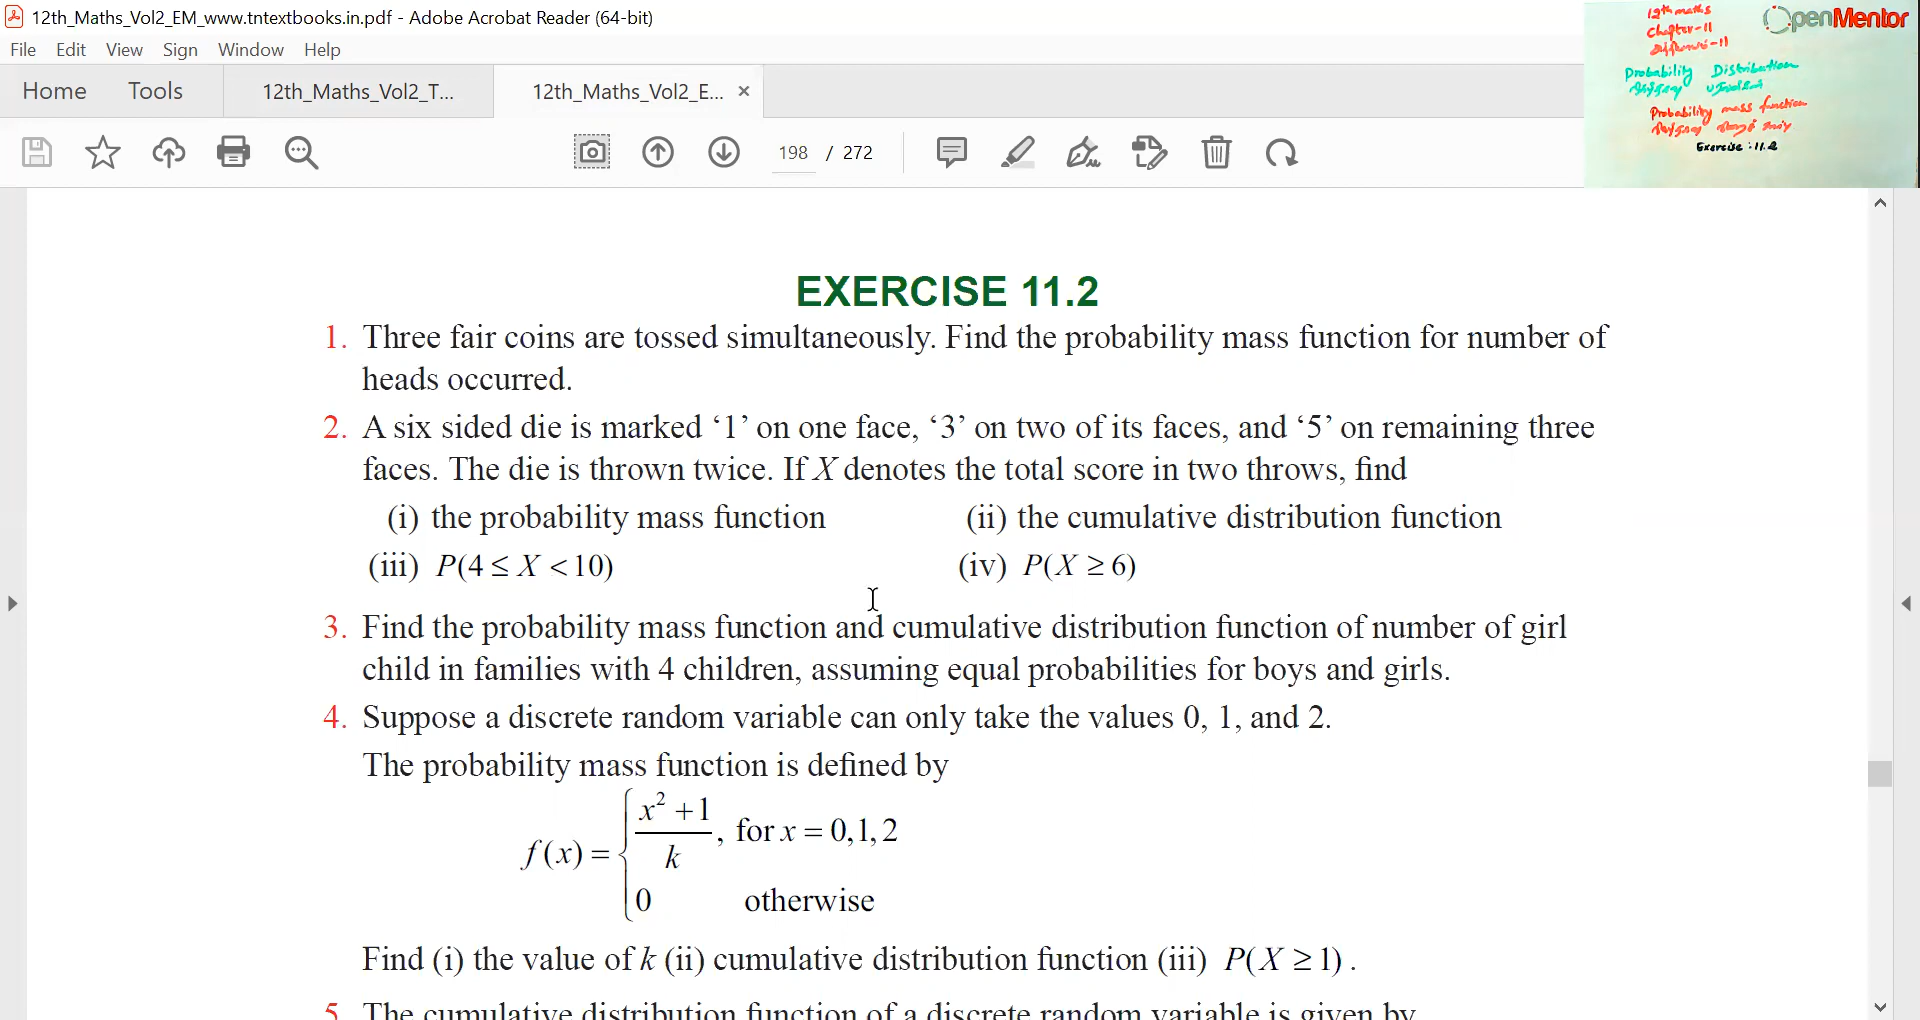 12th_Maths_Vol2_EM_www.tntextbooks.in.pdf - Adobe Acrobat Reader (64-bit)
File Edit View Sign Window Help
Home Tools 12th_Maths_Vol2_T... 12th_Maths_Vol2_E... ×
198 / 272
12th maths
Chapter-11
OpenMentor
Probability Distribution
Probability mass function
Exercise : 11.2
EXERCISE 11.2
1. Three fair coins are tossed simultaneously. Find the probability mass function for number of
heads occurred.
2. A six sided die is marked ‘1’ on one face, ‘3’ on two of its faces, and ‘5’ on remaining three
faces. The die is thrown twice. If X denotes the total score in two throws, find
(i) the probability mass function (ii) the cumulative distribution function
(iii) P(4 ≤ X < 10) (iv) P(X ≥ 6)
3. Find the probability mass function and cumulative distribution function of number of girl
child in families with 4 children, assuming equal probabilities for boys and girls.
4. Suppose a discrete random variable can only take the values 0, 1, and 2.
The probability mass function is defined by
f(x) = { (x² + 1)/k, for x = 0, 1, 2
0 otherwise
Find (i) the value of k (ii) cumulative distribution function (iii) P(X ≥ 1).
5. The cumulative distribution function of a discrete random variable is given by